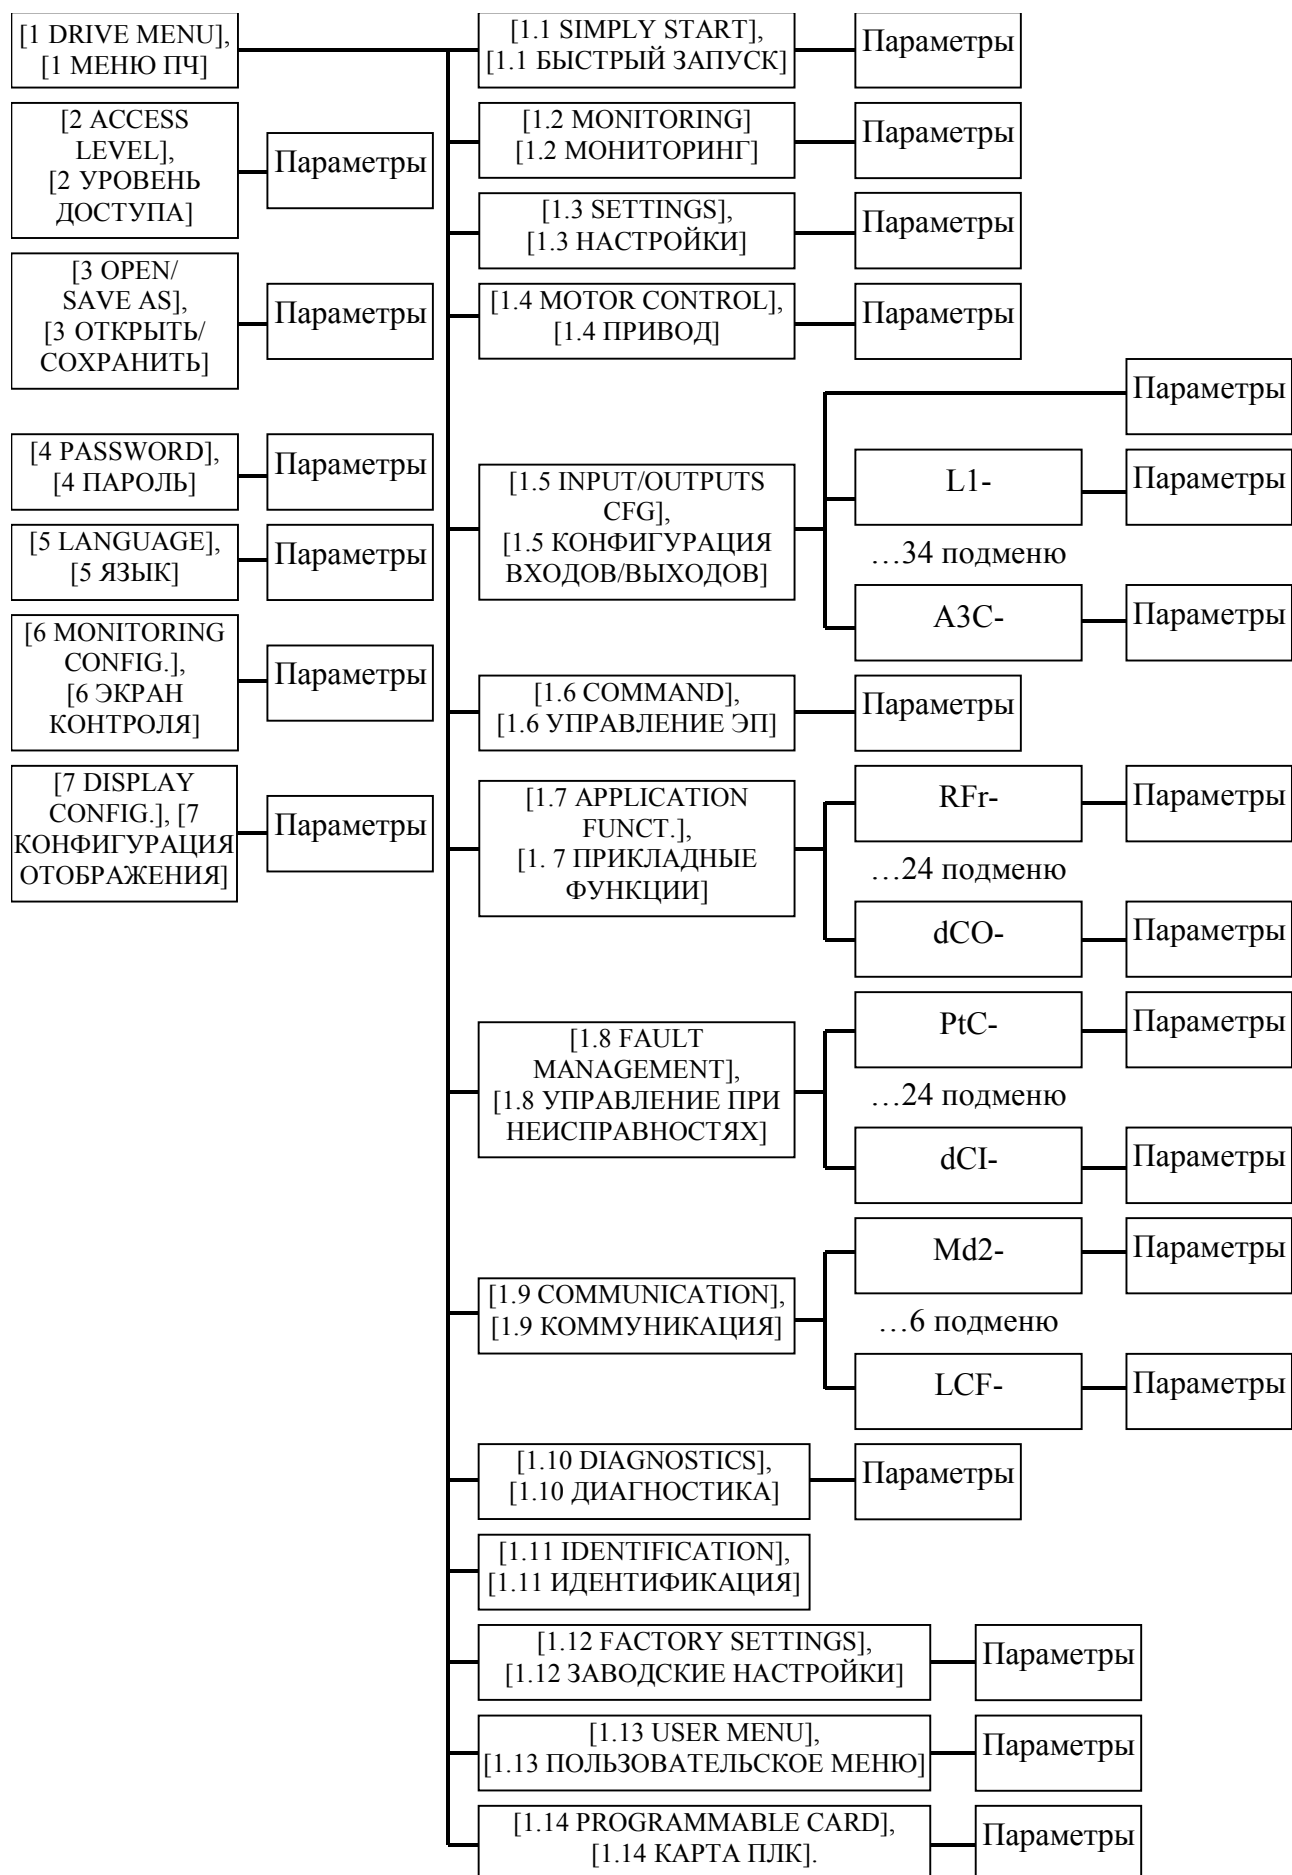 [1 DRIVE MENU],
[1 МЕНЮ ПЧ]
[2 ACCESS
LEVEL],
[2 УРОВЕНЬ
ДОСТУПА]
Параметры
[3 OPEN/
SAVE AS],
[3 ОТКРЫТЬ/
СОХРАНИТЬ]
Параметры
[4 PASSWORD],
[4 ПАРОЛЬ]
Параметры
[5 LANGUAGE],
[5 ЯЗЫК]
Параметры
[6 MONITORING
CONFIG.],
[6 ЭКРАН
КОНТРОЛЯ]
Параметры
[7 DISPLAY
CONFIG.], [7
КОНФИГУРАЦИЯ
ОТОБРАЖЕНИЯ]
Параметры
[1.1 SIMPLY START],
[1.1 БЫСТРЫЙ ЗАПУСК]
Параметры
[1.2 MONITORING]
[1.2 МОНИТОРИНГ]
Параметры
[1.3 SETTINGS],
[1.3 НАСТРОЙКИ]
Параметры
[1.4 MOTOR CONTROL],
[1.4 ПРИВОД]
Параметры
[1.5 INPUT/OUTPUTS
CFG],
[1.5 КОНФИГУРАЦИЯ
ВХОДОВ/ВЫХОДОВ]
Параметры
L1-
Параметры
…34 подменю
A3C-
Параметры
[1.6 COMMAND],
[1.6 УПРАВЛЕНИЕ ЭП]
Параметры
[1.7 APPLICATION
FUNCT.],
[1. 7 ПРИКЛАДНЫЕ
ФУНКЦИИ]
RFr-
Параметры
…24 подменю
dCO-
Параметры
[1.8 FAULT
MANAGEMENT],
[1.8 УПРАВЛЕНИЕ ПРИ
НЕИСПРАВНОСТЯХ]
PtC-
Параметры
…24 подменю
dCI-
Параметры
[1.9 COMMUNICATION],
[1.9 КОММУНИКАЦИЯ]
Md2-
Параметры
…6 подменю
LCF-
Параметры
[1.10 DIAGNOSTICS],
[1.10 ДИАГНОСТИКА]
Параметры
[1.11 IDENTIFICATION],
[1.11 ИДЕНТИФИКАЦИЯ]
[1.12 FACTORY SETTINGS],
[1.12 ЗАВОДСКИЕ НАСТРОЙКИ]
Параметры
[1.13 USER MENU],
[1.13 ПОЛЬЗОВАТЕЛЬСКОЕ МЕНЮ]
Параметры
[1.14 PROGRAMMABLE CARD],
[1.14 КАРТА ПЛК].
Параметры